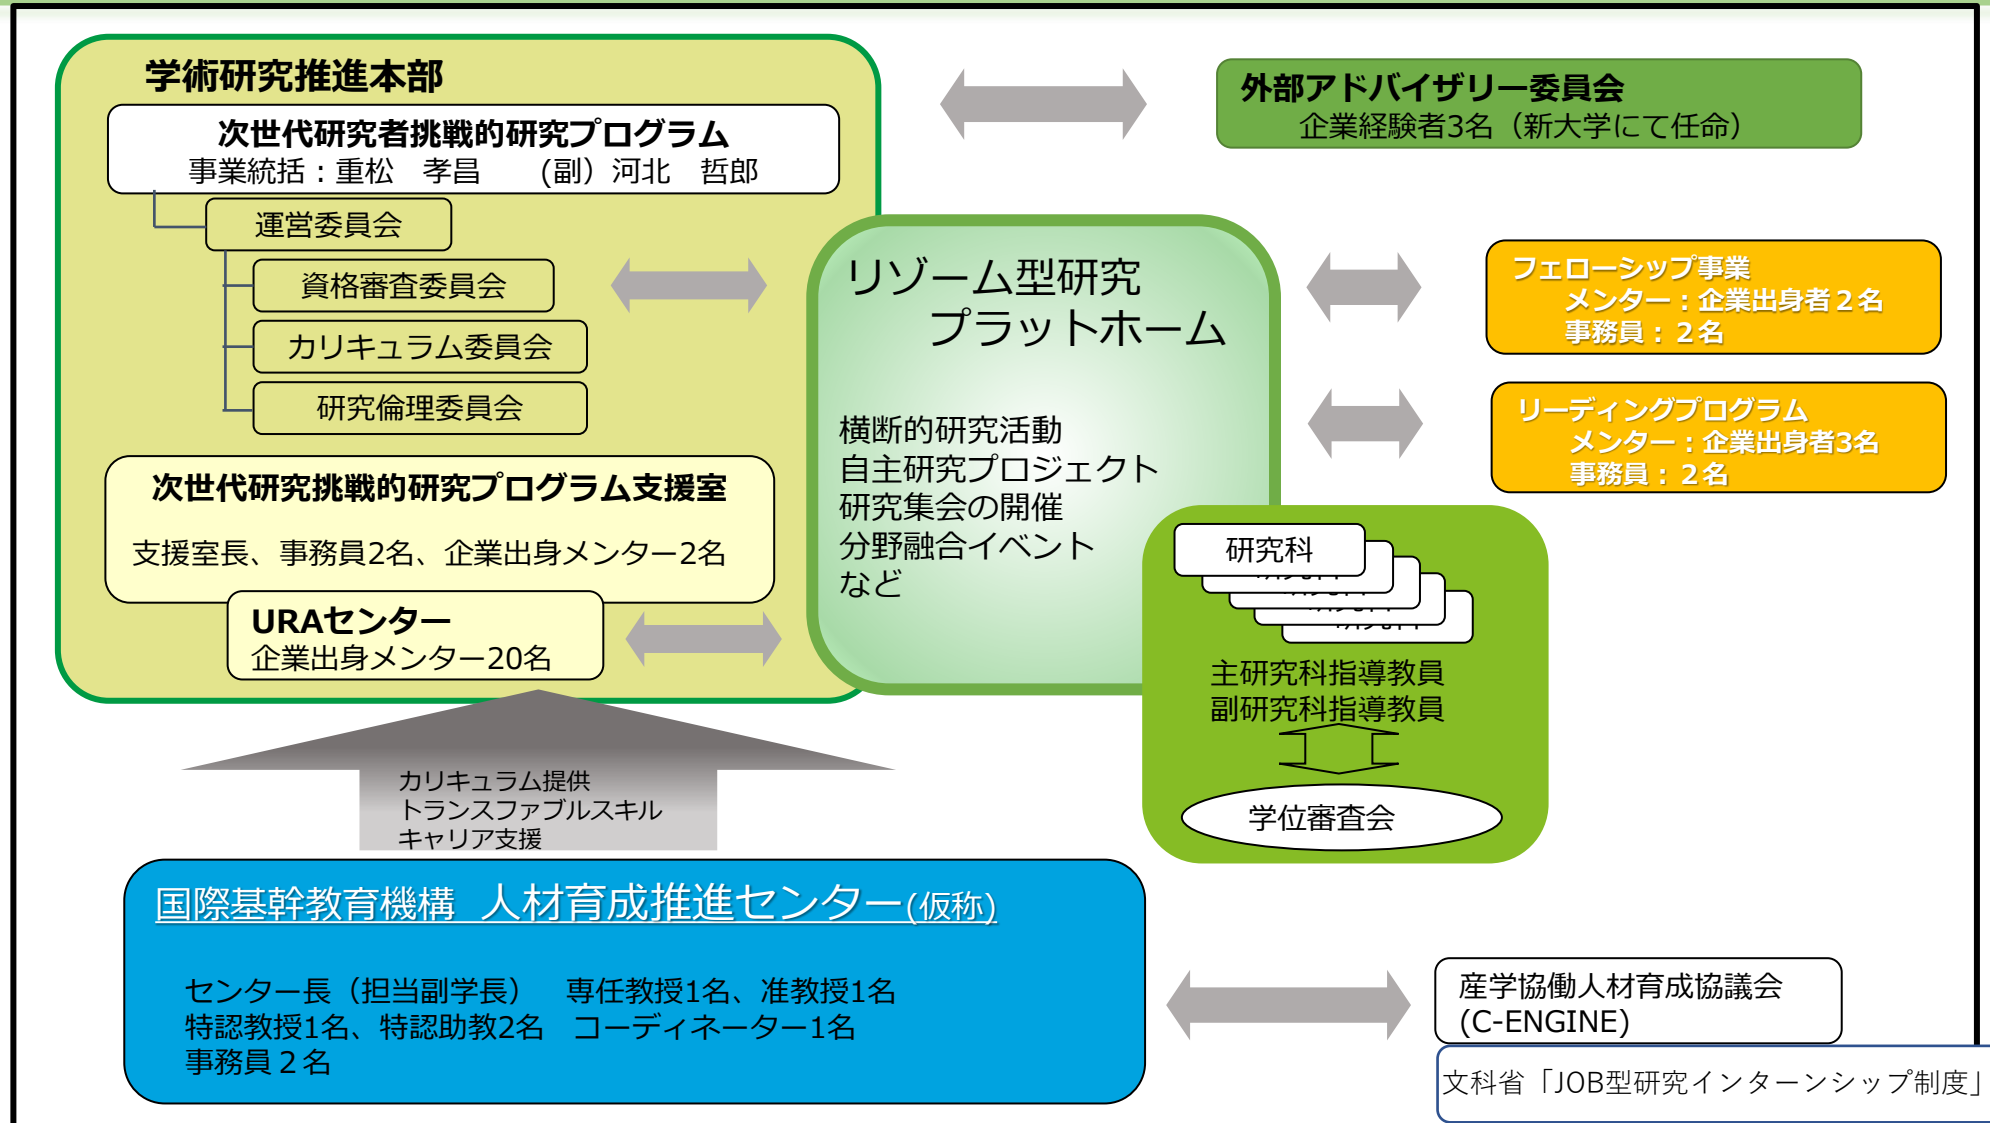 学術研究推進本部
次世代研究者挑戦的研究プログラム
事業統括：重松　孝昌　（副）河北　哲郎
運営委員会
資格審査委員会
カリキュラム委員会
研究倫理委員会
次世代研究挑戦的研究プログラム支援室
支援室長、事務員2名、企業出身メンター2名
URAセンター
企業出身メンター20名
外部アドバイザリー委員会
企業経験者3名（新大学にて任命）
リゾーム型研究
プラットホーム
横断的研究活動
自主研究プロジェクト
研究集会の開催
分野融合イベント
など
フェローシップ事業
メンター：企業出身者２名
事務員：２名
リーディングプログラム
メンター：企業出身者3名
事務員：２名
研究科
主研究科指導教員
副研究科指導教員
学位審査会
カリキュラム提供
トランスファブルスキル
キャリア支援
国際基幹教育機構　人材育成推進センター(仮称)
センター長（担当副学長）　専任教授1名、准教授1名
特認教授1名、特認助教2名　コーディネーター1名
事務員２名
産学協働人材育成協議会
(C-ENGINE)
文科省「JOB型研究インターンシップ制度」